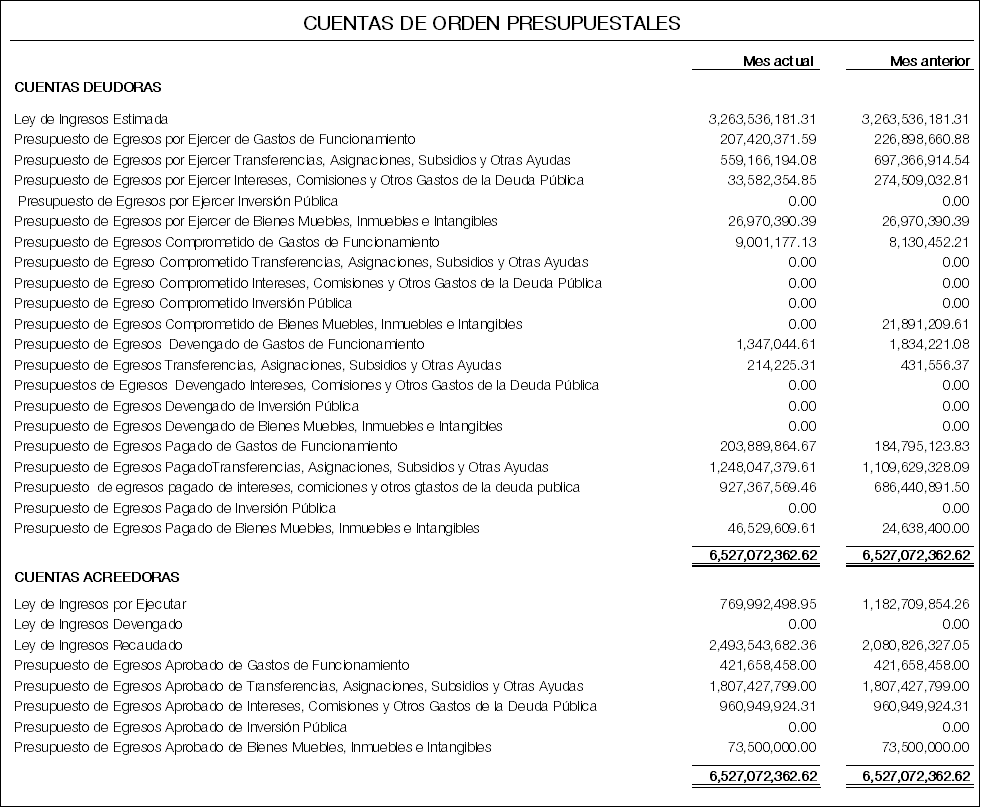 CUENTAS DE ORDEN PRESUPUESTALES
Mes actual Mes anterior
CUENTAS DEUDORAS
Ley de Ingresos Estimada 3,263,536,181.31 3,263,536,181.31
Presupuesto de Egresos por Ejercer de Gastos de Funcionamiento 207,420,371.59 226,898,660.88
Presupuesto de Egresos por Ejercer Transferencias, Asignaciones, Subsidios y Otras Ayudas 559,166,194.08 697,366,914.54
Presupuesto de Egresos por Ejercer Intereses, Comisiones y Otros Gastos de la Deuda Pública 33,582,354.85 274,509,032.81
Presupuesto de Egresos por Ejercer Inversión Pública 0.00 0.00
Presupuesto de Egresos por Ejercer de Bienes Muebles, Inmuebles e Intangibles 26,970,390.39 26,970,390.39
Presupuesto de Egresos Comprometido de Gastos de Funcionamiento 9,001,177.13 8,130,452.21
Presupuesto de Egreso Comprometido Transferencias, Asignaciones, Subsidios y Otras Ayudas 0.00 0.00
Presupuesto de Egreso Comprometido Intereses, Comisiones y Otros Gastos de la Deuda Pública 0.00 0.00
Presupuesto de Egreso Comprometido Inversión Pública 0.00 0.00
Presupuesto de Egresos Comprometido de Bienes Muebles, Inmuebles e Intangibles 0.00 21,891,209.61
Presupuesto de Egresos Devengado de Gastos de Funcionamiento 1,347,044.61 1,834,221.08
Presupuesto de Egresos Transferencias, Asignaciones, Subsidios y Otras Ayudas 214,225.31 431,556.37
Presupuestos de Egresos Devengado Intereses, Comisiones y Otros Gastos de la Deuda Pública 0.00 0.00
Presupuesto de Egresos Devengado de Inversión Pública 0.00 0.00
Presupuesto de Egresos Devengado de Bienes Muebles, Inmuebles e Intangibles 0.00 0.00
Presupuesto de Egresos Pagado de Gastos de Funcionamiento 203,889,864.67 184,795,123.83
Presupuesto de Egresos PagadoTransferencias, Asignaciones, Subsidios y Otras Ayudas 1,248,047,379.61 1,109,629,328.09
Presupuesto de egresos pagado de intereses, comiciones y otros gtastos de la deuda publica 927,367,569.46 686,440,891.50
Presupuesto de Egresos Pagado de Inversión Pública 0.00 0.00
Presupuesto de Egresos Pagado de Bienes Muebles, Inmuebles e Intangibles 46,529,609.61 24,638,400.00
6,527,072,362.62 6,527,072,362.62
CUENTAS ACREEDORAS
Ley de Ingresos por Ejecutar 769,992,498.95 1,182,709,854.26
Ley de Ingresos Devengado 0.00 0.00
Ley de Ingresos Recaudado 2,493,543,682.36 2,080,826,327.05
Presupuesto de Egresos Aprobado de Gastos de Funcionamiento 421,658,458.00 421,658,458.00
Presupuesto de Egresos Aprobado de Transferencias, Asignaciones, Subsidios y Otras Ayudas 1,807,427,799.00 1,807,427,799.00
Presupuesto de Egresos Aprobado de Intereses, Comisiones y Otros Gastos de la Deuda Pública 960,949,924.31 960,949,924.31
Presupuesto de Egresos Aprobado de Inversión Pública 0.00 0.00
Presupuesto de Egresos Aprobado de Bienes Muebles, Inmuebles e Intangibles 73,500,000.00 73,500,000.00
6,527,072,362.62 6,527,072,362.62